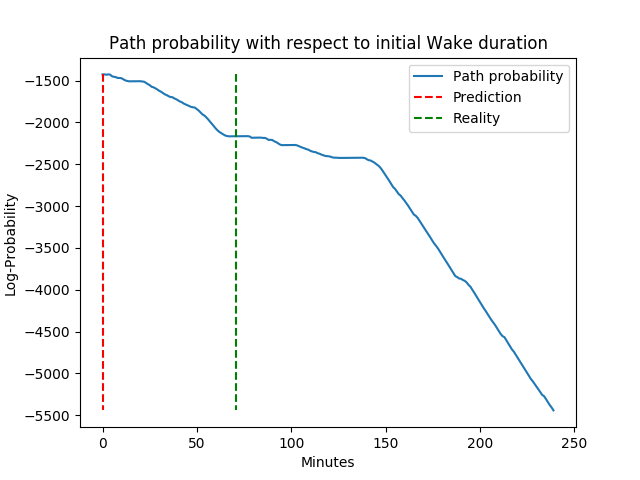 Path probability with respect to initial Wake duration
Path probability
Prediction
Reality
Log-Probability
−1500
−2000
−2500
−3000
−3500
−4000
−4500
−5000
−5500
0 50 100 150 200 250
Minutes